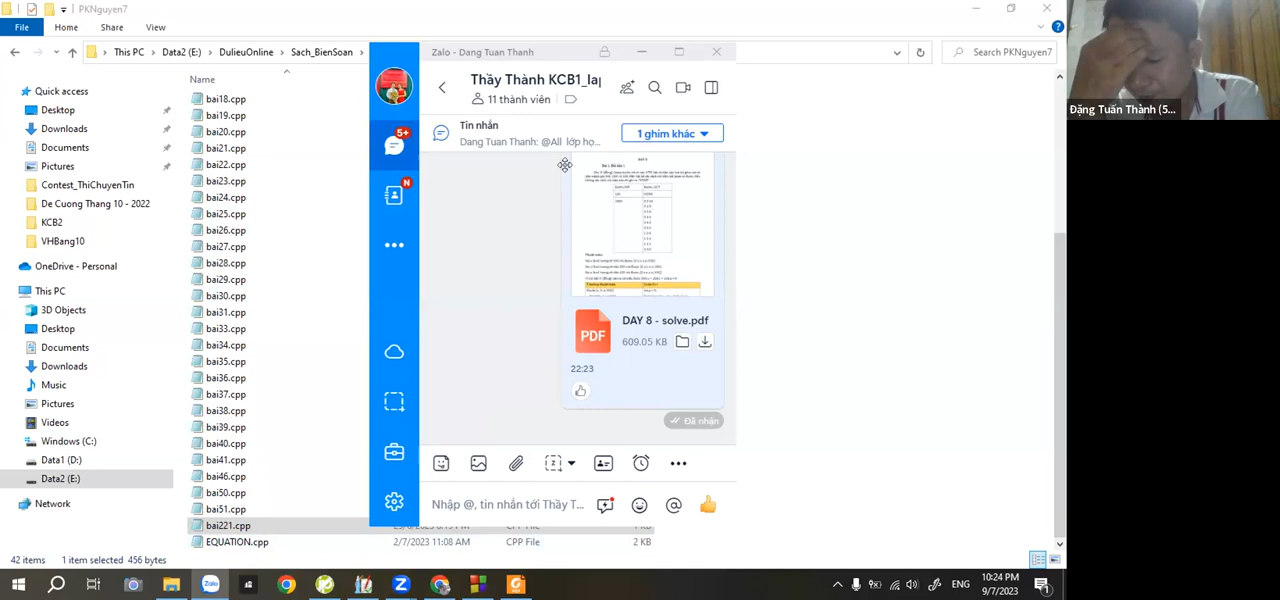 PKNguyen7
File
Home
Share
View
This PC
Data2 (E:)
DulieuOnline
Sach_BienSoan
Search PKNguyen7
Name
Quick access
Desktop
Downloads
Documents
Pictures
Contest_ThiChuyenTin
De Cuong Thang 10 - 2022
KCB2
VHBang10
OneDrive - Personal
This PC
3D Objects
Desktop
Documents
Downloads
Music
Pictures
Videos
Windows (C:)
Data1 (D:)
Data2 (E:)
Network
bai18.cpp
bai19.cpp
bai20.cpp
bai21.cpp
bai22.cpp
bai23.cpp
bai24.cpp
bai25.cpp
bai26.cpp
bai27.cpp
bai28.cpp
bai29.cpp
bai30.cpp
bai31.cpp
bai33.cpp
bai34.cpp
bai35.cpp
bai36.cpp
bai37.cpp
bai38.cpp
bai39.cpp
bai40.cpp
bai41.cpp
bai46.cpp
bai50.cpp
bai51.cpp
bai221.cpp
EQUATION.cpp
2/7/2023 11:08 AM
CPP File
2 KB
42 items
1 item selected 456 bytes
Zalo - Dang Tuan Thanh
Thầy Thành KCB1_lap
11 thành viên
Tin nhắn
Dang Tuan Thanh: @All lớp họ...
1 ghim khác
5+
N
PDF
DAY 8 - solve.pdf
609.05 KB
22:23
Đã nhận
Nhập @, tin nhắn tới Thầy T...
Đặng Tuấn Thành (5...
Zalo
ENG
10:24 PM
9/7/2023